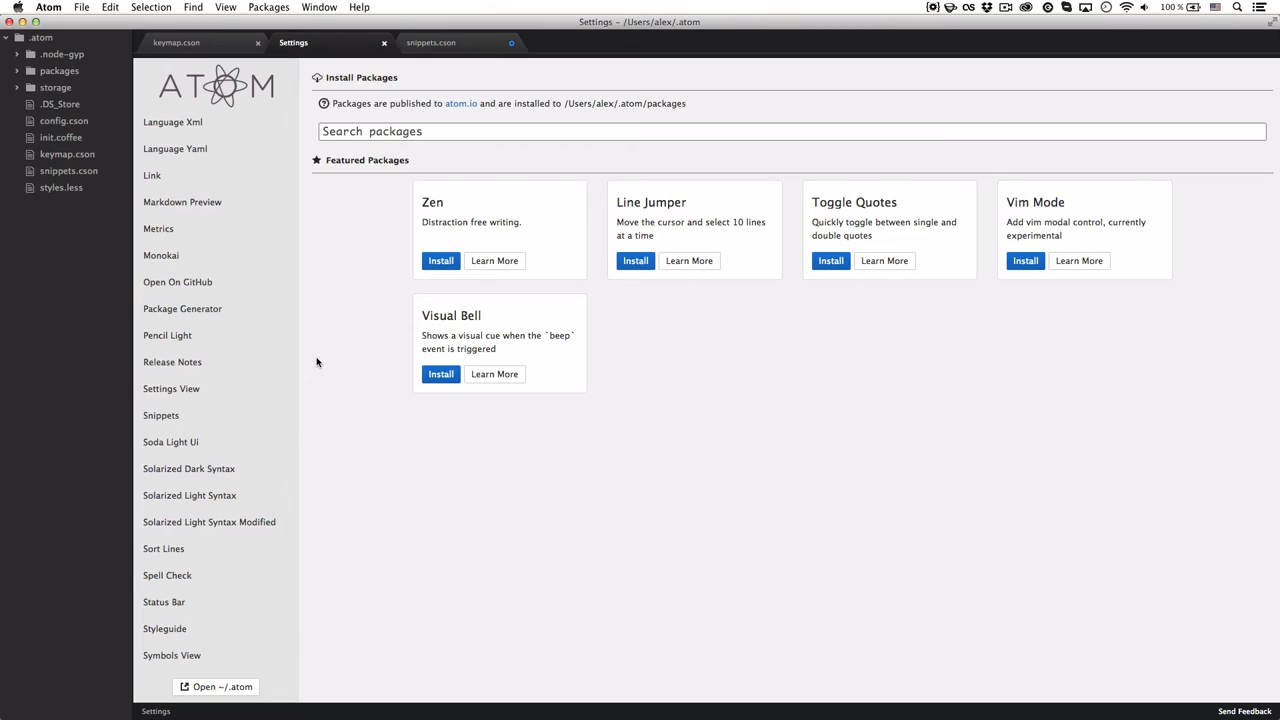 Atom File Edit Selection Find View Packages Window Help 100 %
Settings - /Users/alex/.atom
.atom
.node-gyp
packages
storage
.DS_Store
config.cson
init.coffee
keymap.cson
snippets.cson
styles.less
keymap.cson Settings snippets.cson
ATOM
Language Xml
Language Yaml
Link
Markdown Preview
Metrics
Monokai
Open On GitHub
Package Generator
Pencil Light
Release Notes
Settings View
Snippets
Soda Light Ui
Solarized Dark Syntax
Solarized Light Syntax
Solarized Light Syntax Modified
Sort Lines
Spell Check
Status Bar
Styleguide
Symbols View
Open ~/.atom
Install Packages
Packages are published to atom.io and are installed to /Users/alex/.atom/packages
Search packages
Featured Packages
Zen
Distraction free writing.
Install Learn More
Line Jumper
Move the cursor and select 10 lines
at a time
Install Learn More
Toggle Quotes
Quickly toggle between single and
double quotes
Install Learn More
Vim Mode
Add vim modal control, currently
experimental
Install Learn More
Visual Bell
Shows a visual cue when the `beep`
event is triggered
Install Learn More
Settings
Send Feedback